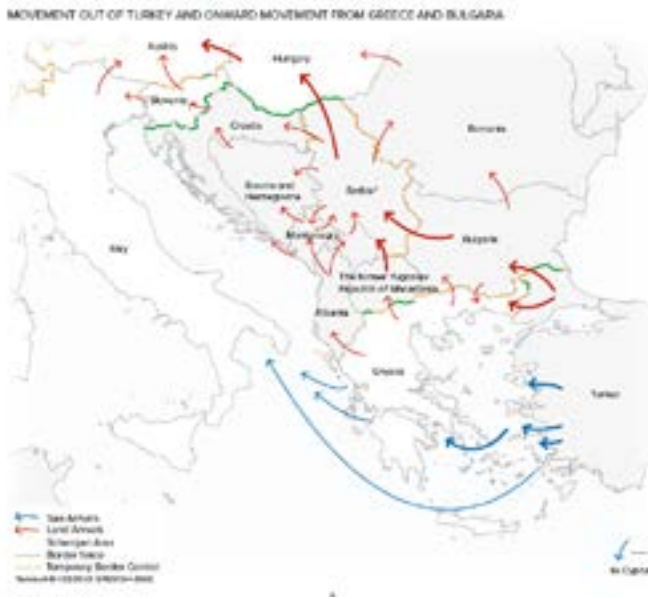 MOVEMENT OUT OF TURKEY AND ONWARD MOVEMENT FROM GREECE AND BULGARIA
Austria
Hungary
Slovenia
Croatia
Romania
Bosnia and
Herzegovina
Serbia*
Italy
Montenegro
Bulgaria
The former Yugoslav
Republic of Macedonia
Albania
Greece
Turkey
Sea Arrivals
Land Arrivals
Schengen Area
Border fence
Temporary Border Control
to Cyprus